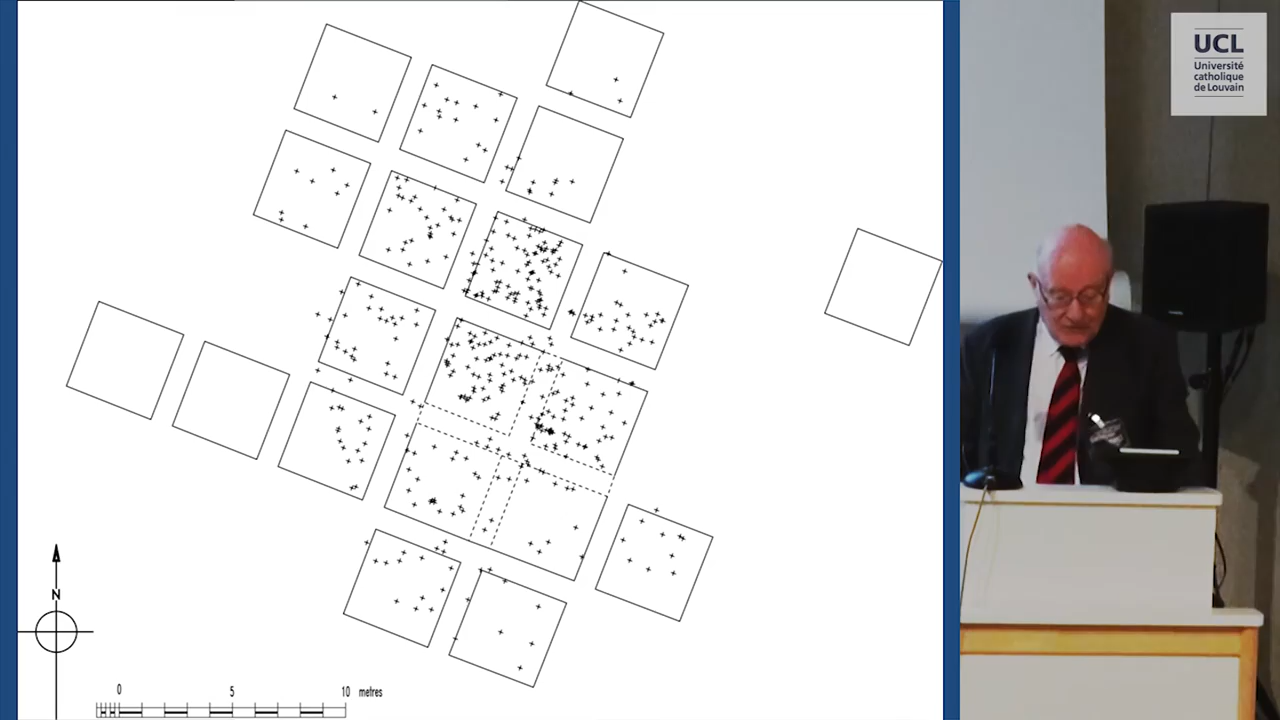 UCL
Université
catholique
de Louvain
N
0 5 10 metres